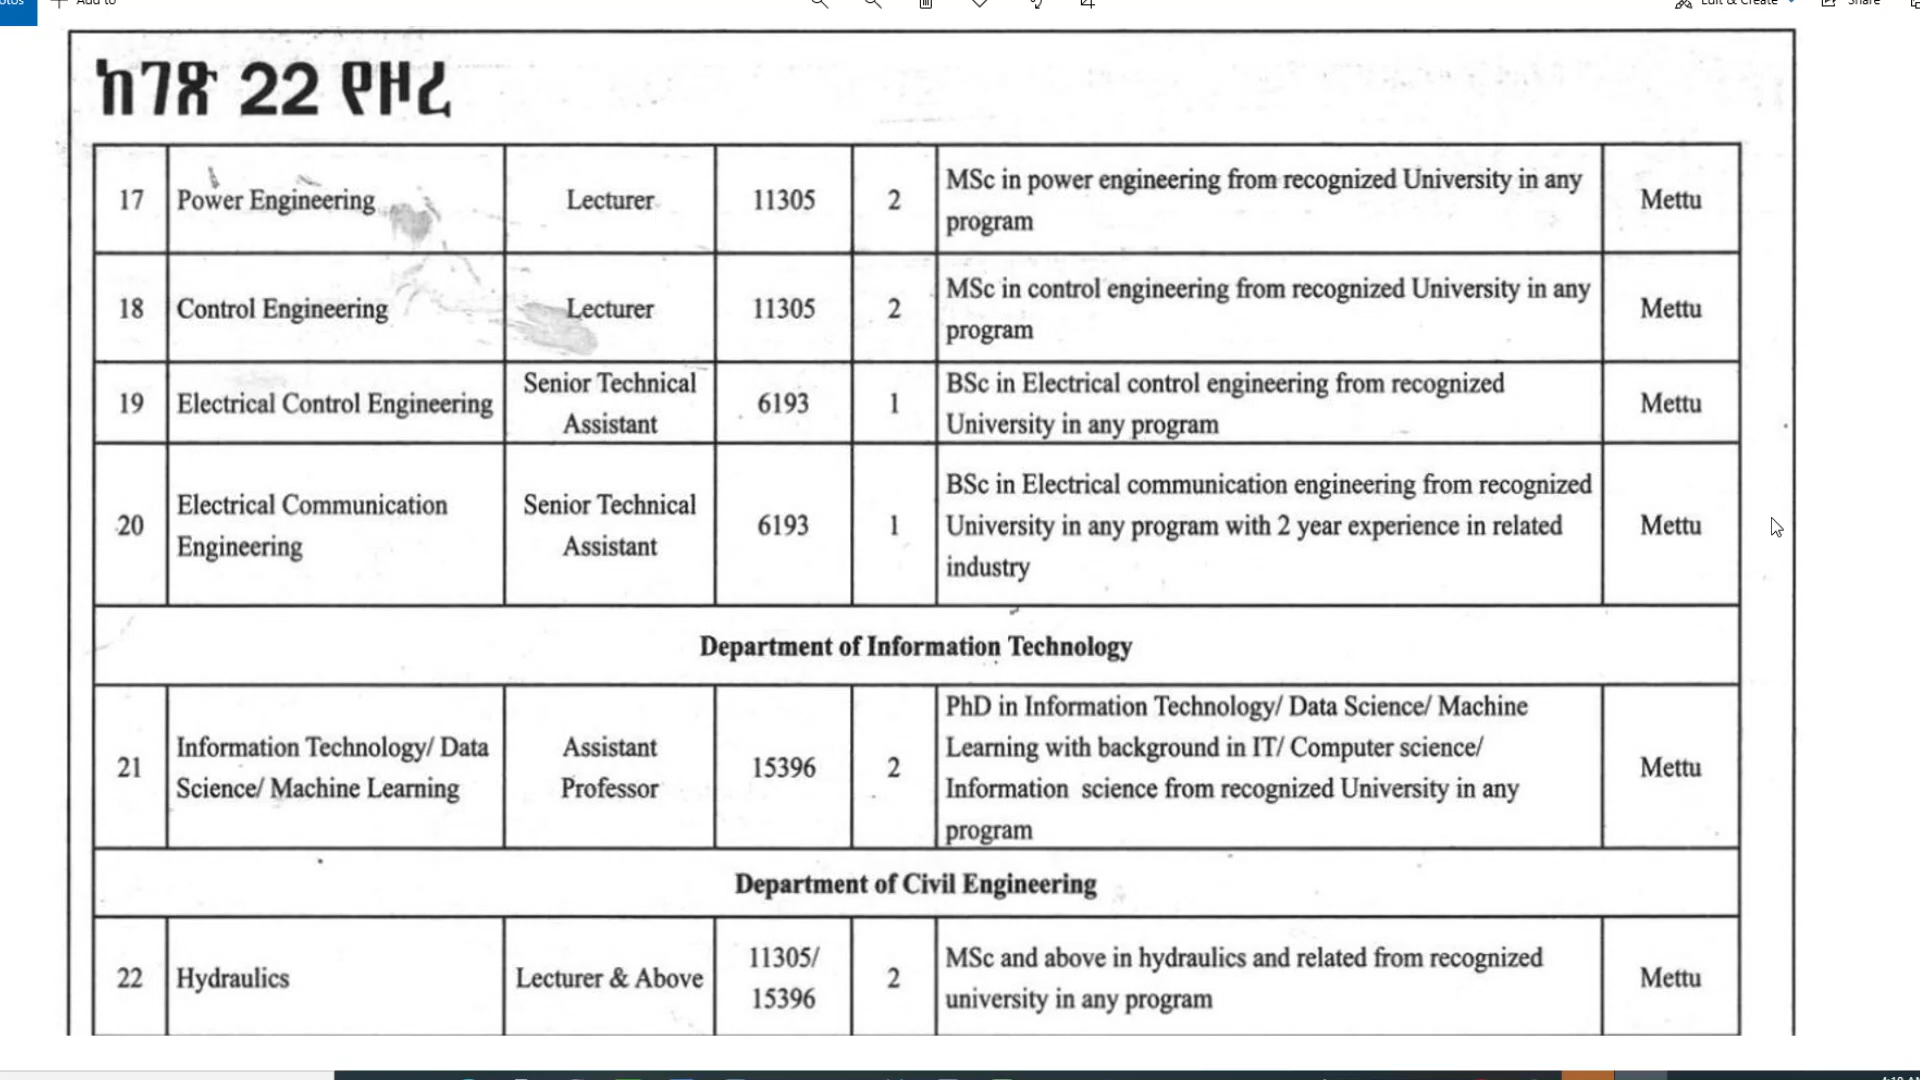 ከገጽ 22 የዞረ
17 Power Engineering Lecturer 11305 2 MSc in power engineering from recognized University in any
program Mettu
18 Control Engineering Lecturer 11305 2 MSc in control engineering from recognized University in any
program Mettu
19 Electrical Control Engineering Senior Technical
Assistant 6193 1 BSc in Electrical control engineering from recognized
University in any program Mettu
20 Electrical Communication
Engineering Senior Technical
Assistant 6193 1 BSc in Electrical communication engineering from recognized
University in any program with 2 year experience in related
industry Mettu
Department of Information Technology
21 Information Technology/ Data
Science/ Machine Learning Assistant
Professor 15396 2 PhD in Information Technology/ Data Science/ Machine
Learning with background in IT/ Computer science/
Information science from recognized University in any
program Mettu
Department of Civil Engineering
22 Hydraulics Lecturer & Above 11305/
15396 2 MSc and above in hydraulics and related from recognized
university in any program Mettu